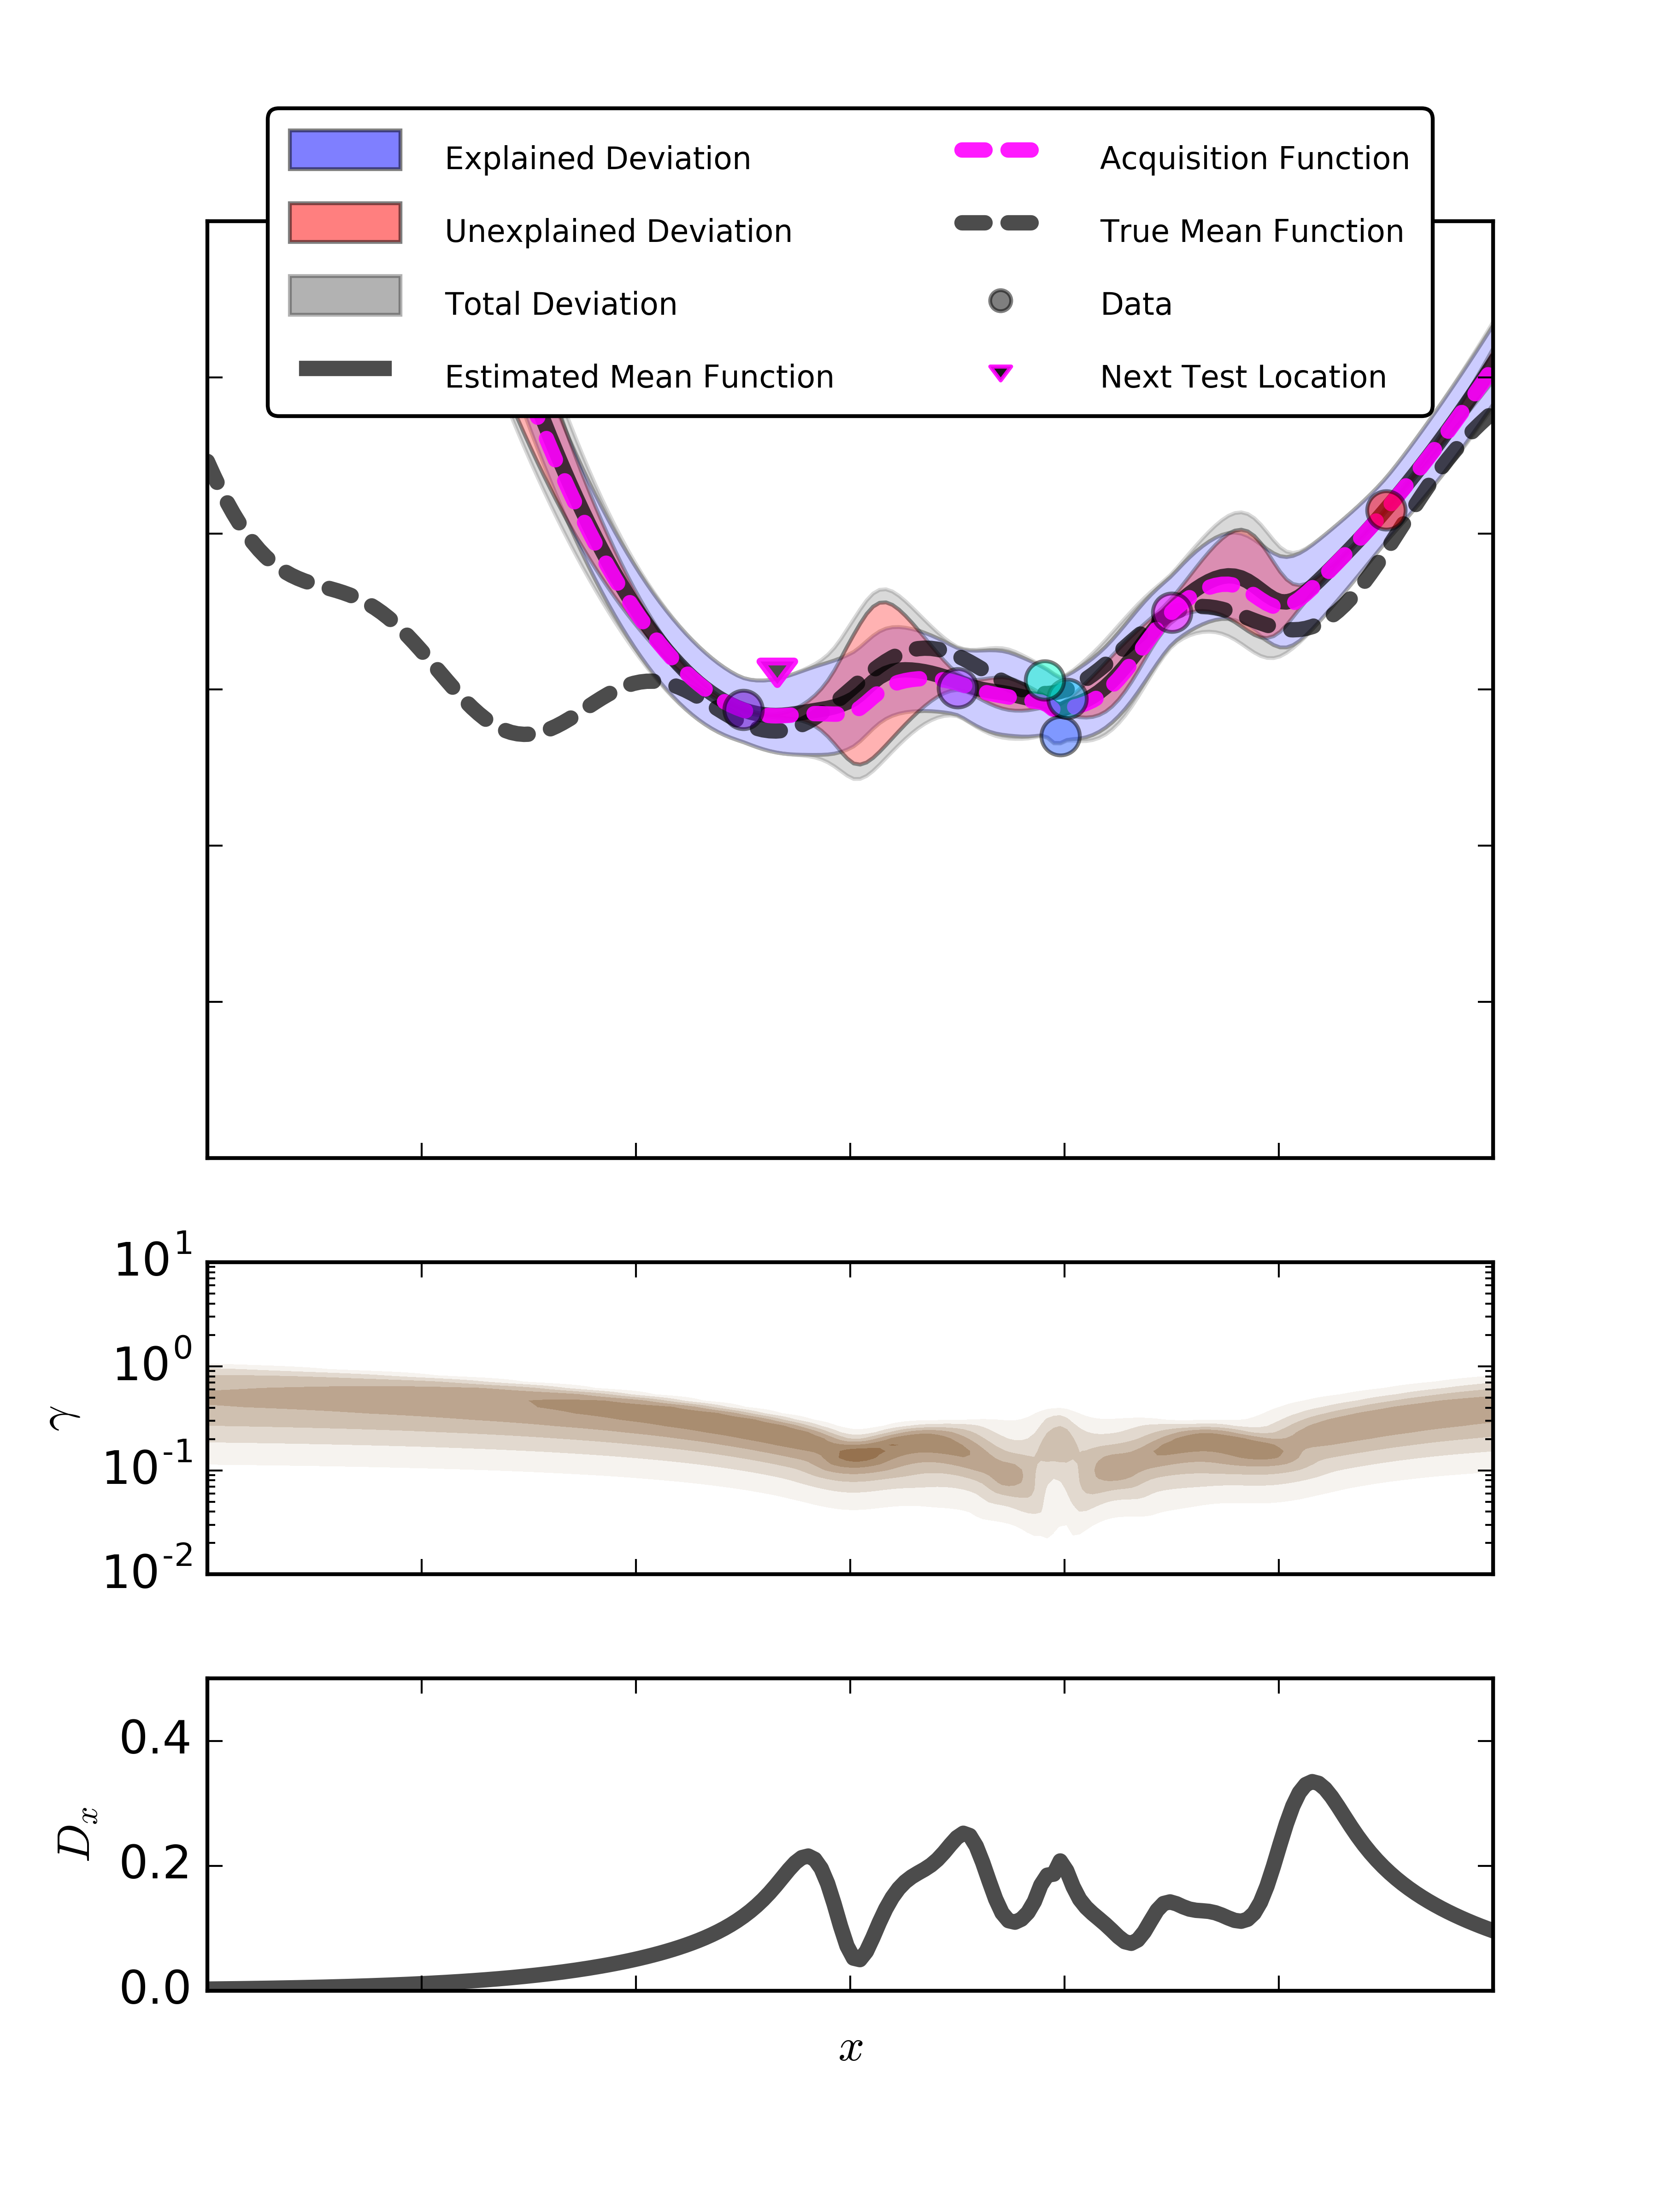 Explained Deviation
Unexplained Deviation
Total Deviation
Estimated Mean Function
Acquisition Function
True Mean Function
Data
Next Test Location
10^1
10^0
10^-1
10^-2
γ
0.4
0.2
0.0
D_x
x